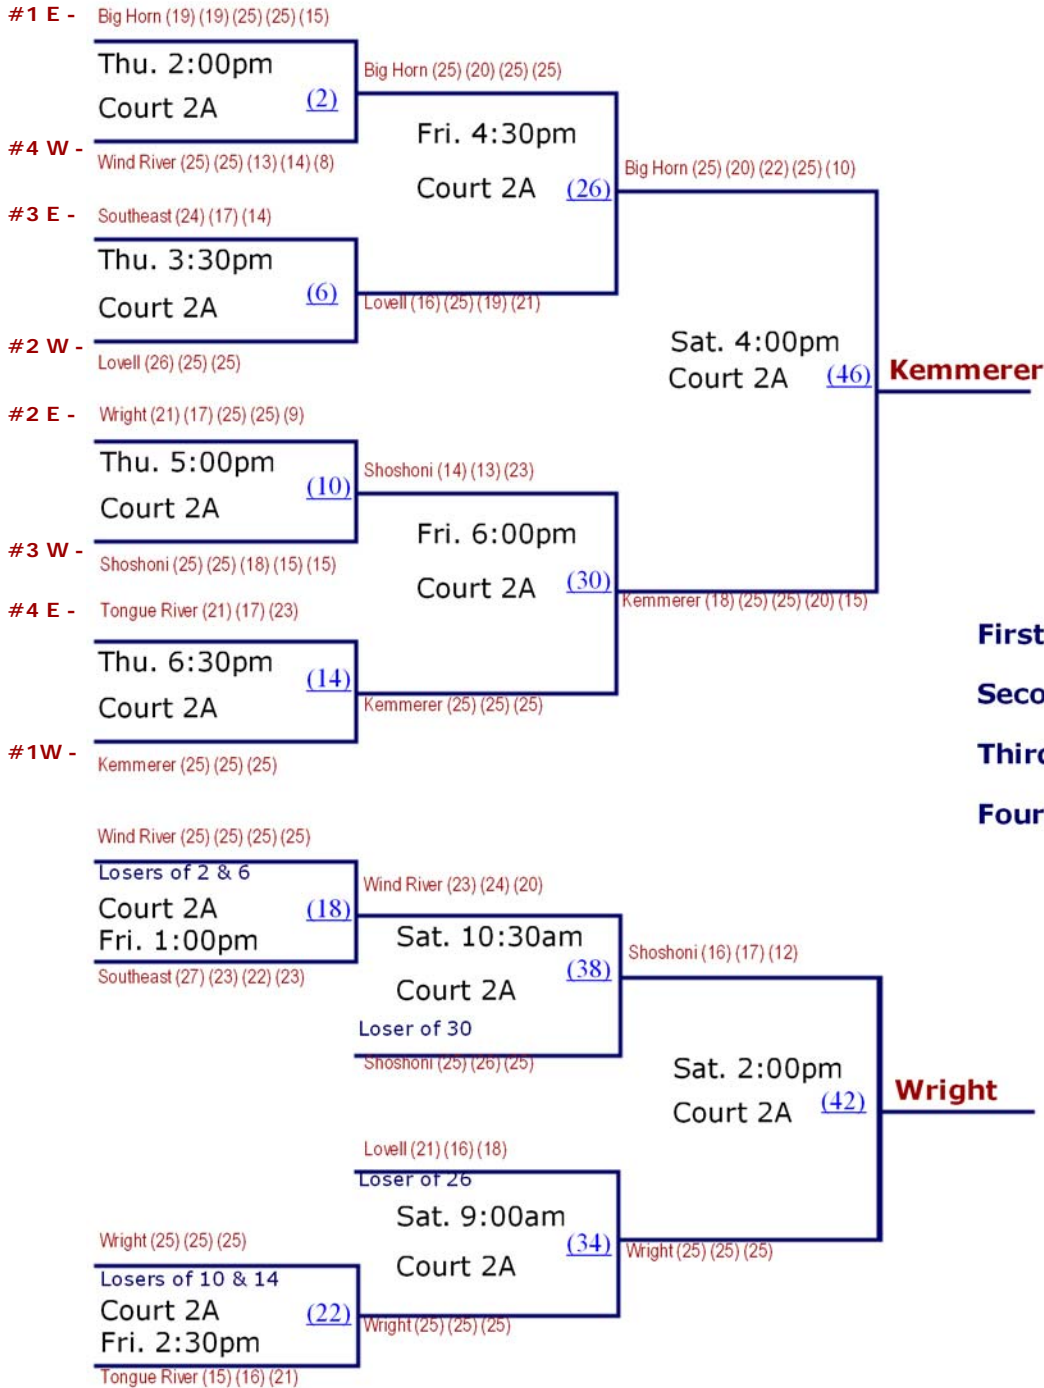 #1 E - Big Horn (19) (19) (25) (25) (15)
Thu. 2:00pm
Big Horn (25) (20) (25) (25)
Court 2A (2)
Fri. 4:30pm
#4 W - Wind River (25) (25) (13) (14) (8)
Big Horn (25) (20) (22) (25) (10)
Court 2A (26)
#3 E - Southeast (24) (17) (14)
Thu. 3:30pm
Court 2A (6)
Lovell (16) (25) (19) (21)
#2 W - Lovell (26) (25) (25)
Sat. 4:00pm
Court 2A (46) Kemmerer
#2 E - Wright (21) (17) (25) (25) (9)
Thu. 5:00pm
Shoshoni (14) (13) (23)
Court 2A (10)
Fri. 6:00pm
#3 W - Shoshoni (25) (25) (18) (15) (15)
Court 2A (30)
Kemmerer (18) (25) (25) (20) (15)
#4 E - Tongue River (21) (17) (23)
First
Thu. 6:30pm
Court 2A (14)
Seco
Kemmerer (25) (25) (25)
#1W - Kemmerer (25) (25) (25)
Third
Four
Wind River (25) (25) (25) (25)
Losers of 2 & 6
Wind River (23) (24) (20)
Court 2A (18)
Fri. 1:00pm
Sat. 10:30am
Southeast (27) (23) (22) (23)
Shoshoni (16) (17) (12)
(38)
Court 2A
Loser of 30
Shoshoni (25) (26) (25)
Sat. 2:00pm
Court 2A (42) Wright
Lovell (21) (16) (18)
Loser of 26
Sat. 9:00am
Wright (25) (25) (25)
(34)
Wright (25) (25) (25)
Court 2A
Losers of 10 & 14
Court 2A (22)
Wright (25) (25) (25)
Fri. 2:30pm
Tongue River (15) (16) (21)